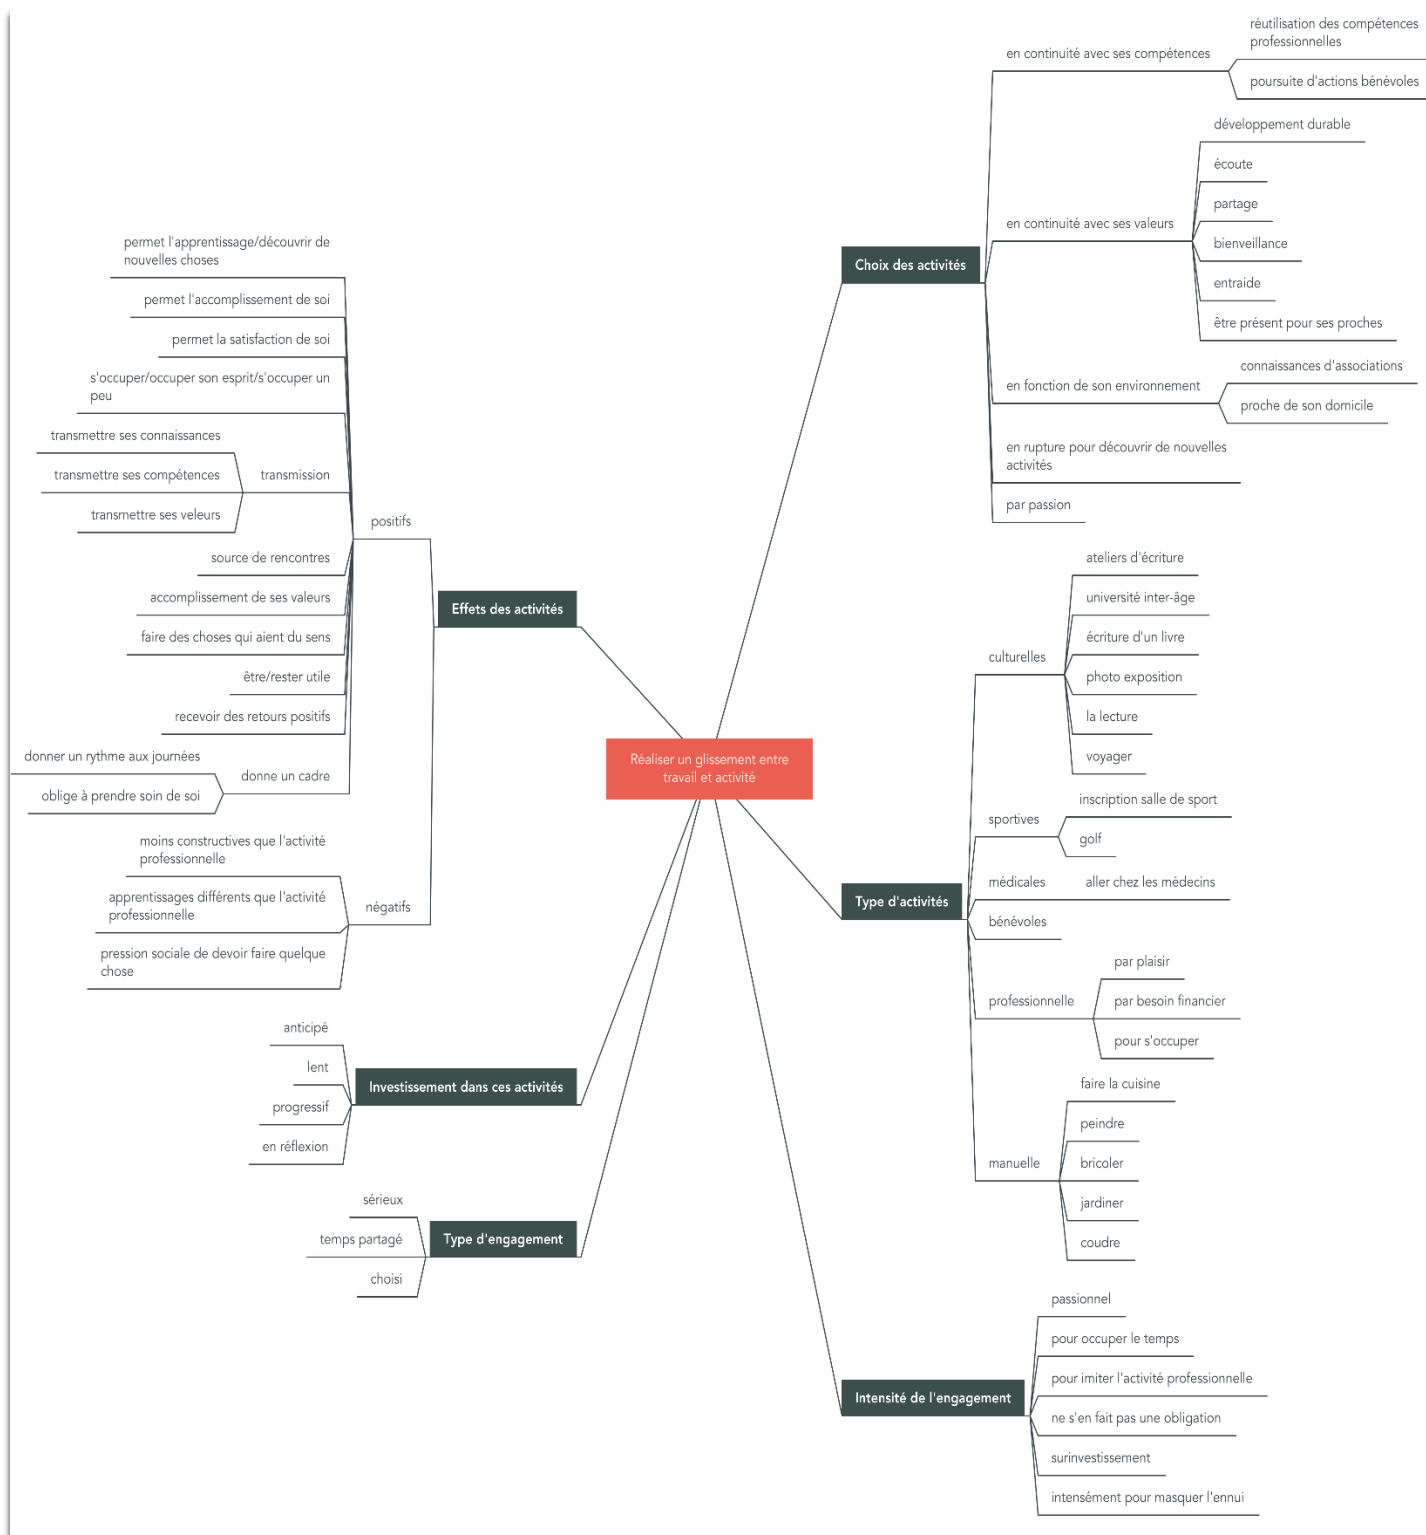 réutilisation des compétences
professionnelles
en continuité avec ses compétences
poursuite d'actions bénévoles
développement durable
écoute
partage
en continuité avec ses valeurs
bienveillance
Choix des activités
entraide
être présent pour ses proches
connaissances d'associations
en fonction de son environnement
proche de son domicile
en rupture pour découvrir de nouvelles
activités
par passion
permet l'apprentissage/découvrir de
nouvelles choses
permet l'accomplissement de soi
permet la satisfaction de soi
s'occuper/occuper son esprit/s'occuper un
peu
transmettre ses connaissances
transmettre ses compétences
transmission
transmettre ses veleurs
positifs
source de rencontres
accomplissement de ses valeurs
Effets des activités
faire des choses qui aient du sens
être/rester utile
recevoir des retours positifs
donner un rythme aux journées
donne un cadre
oblige à prendre soin de soi
moins constructives que l'activité
professionnelle
apprentissages différents que l'activité
professionnelle
négatifs
pression sociale de devoir faire quelque
chose
Réaliser un glissement entre
travail et activité
ateliers d'écriture
université inter-âge
écriture d'un livre
culturelles
photo exposition
la lecture
voyager
inscription salle de sport
sportives
golf
médicales
aller chez les médecins
Type d'activités
bénévoles
par plaisir
professionnelle
par besoin financier
pour s'occuper
faire la cuisine
peindre
manuelle
bricoler
jardiner
coudre
anticipé
lent
Investissement dans ces activités
progressif
en réflexion
sérieux
temps partagé
Type d'engagement
choisi
passionnel
pour occuper le temps
pour imiter l'activité professionnelle
Intensité de l'engagement
ne s'en fait pas une obligation
surinvestissement
intensément pour masquer l'ennui